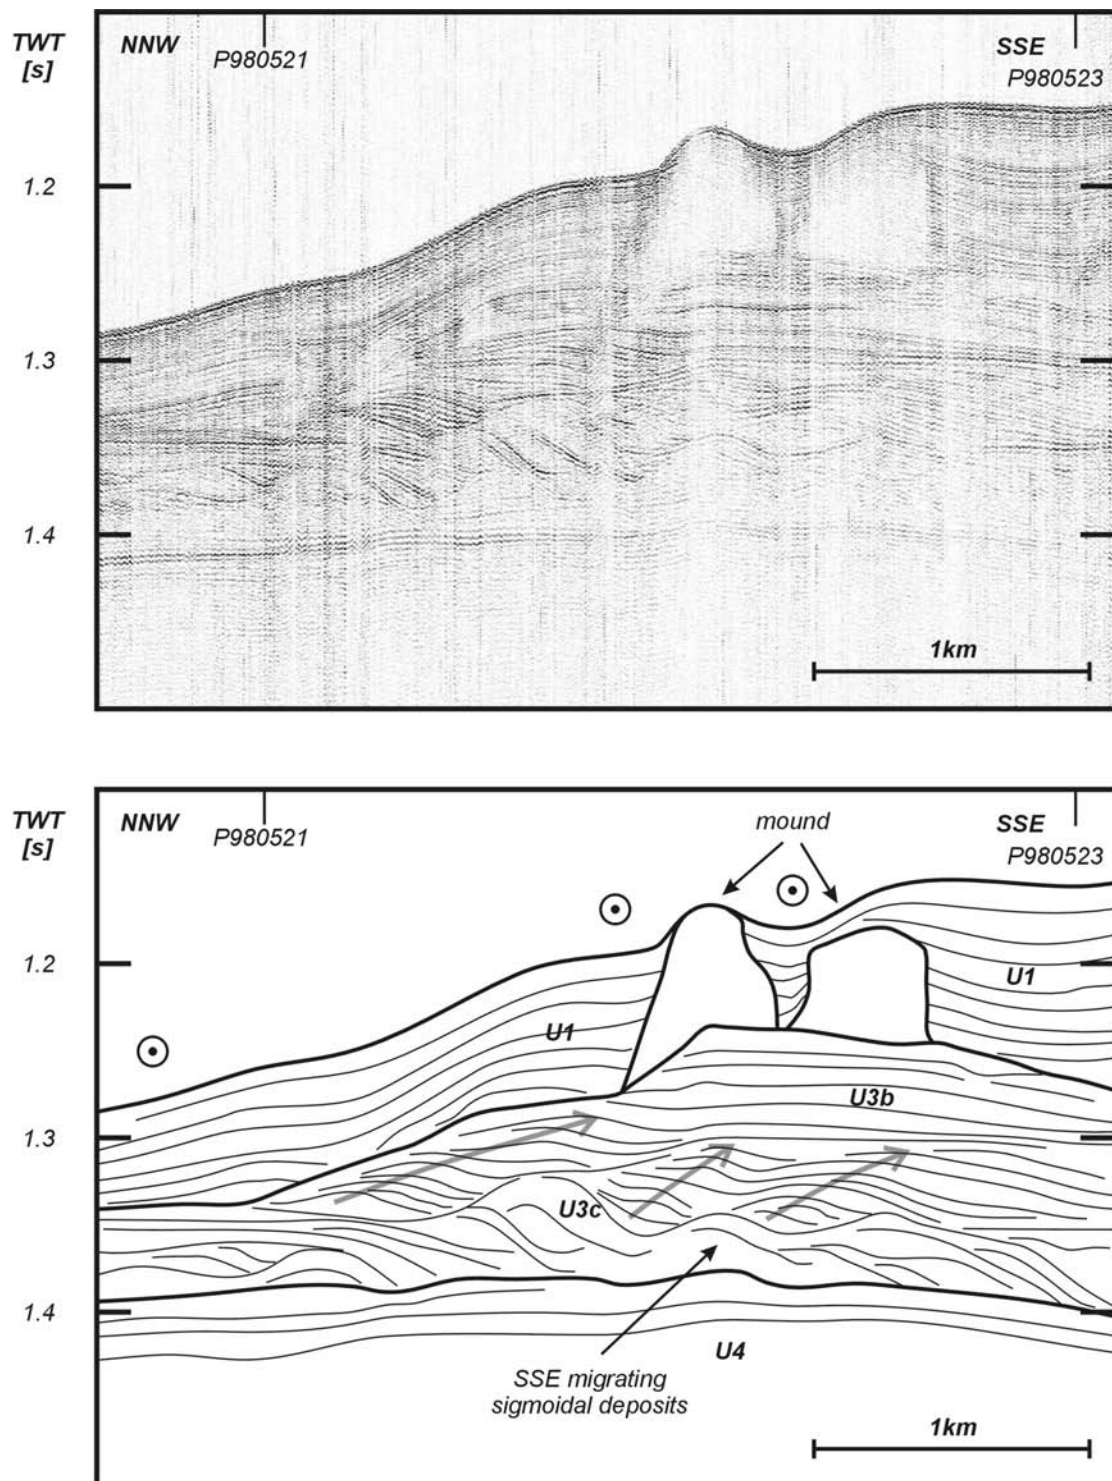 TWT
[s]
NNW
P980521
SSE
P980523
1.2
1.3
1.4
1km
TWT
[s]
NNW
P980521
mound
SSE
P980523
1.2
U1
U1
1.3
U3b
U3c
1.4
U4
SSE migrating
sigmoidal deposits
1km